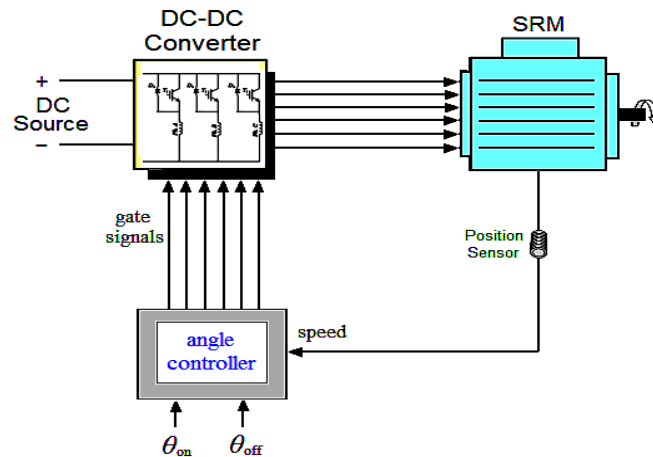 DC-DC
Converter
SRM
+
DC
Source
−
gate
signals
Position
Sensor
speed
angle
controller
θon
θoff